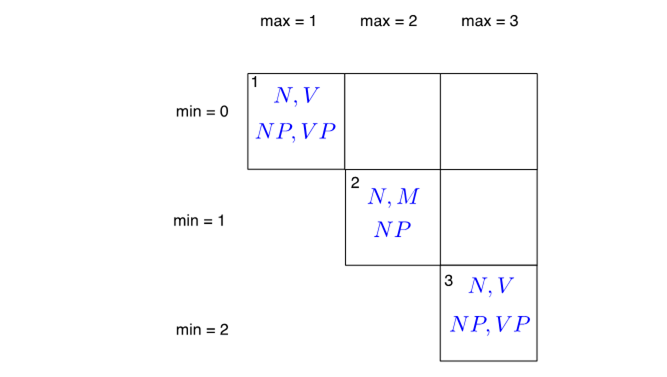 max = 1 max = 2 max = 3
min = 0
1
N, V
NP, VP
min = 1
2
N, M
NP
min = 2
3
N, V
NP, VP